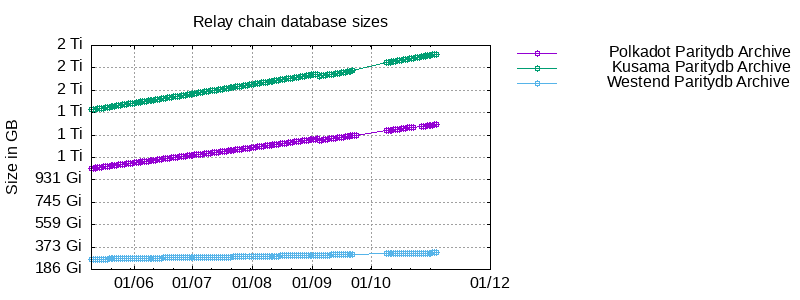 Relay chain database sizes
Size in GB
2 Ti
2 Ti
2 Ti
1 Ti
1 Ti
1 Ti
931 Gi
745 Gi
559 Gi
373 Gi
186 Gi
01/06 01/07 01/08 01/09 01/10 01/12
Polkadot Paritydb Archive
Kusama Paritydb Archive
Westend Paritydb Archive